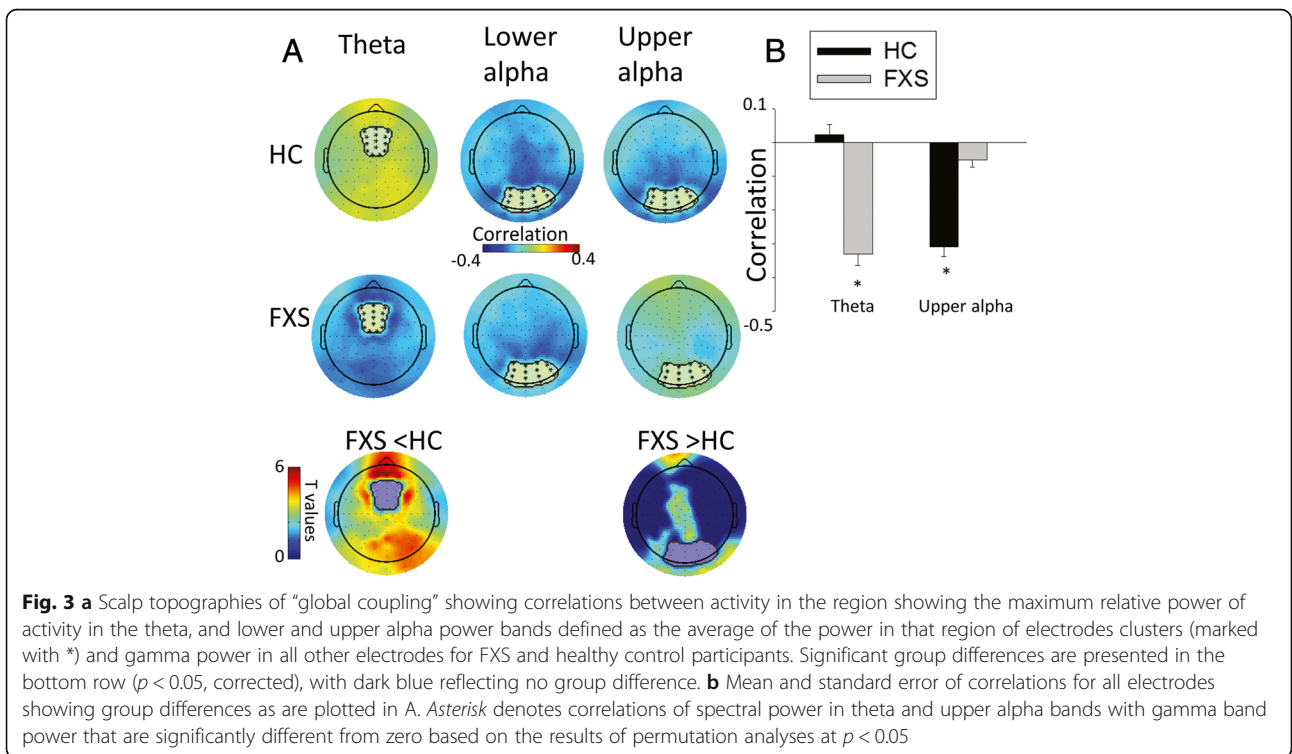 A
Theta
Lower
alpha
Upper
alpha
B
HC
FXS
0.1
HC
Correlation
-0.4
0.4
Correlation
*
*
Theta
Upper alpha
-0.5
FXS
FXS <HC
FXS >HC
6
T values
0
Fig. 3 a Scalp topographies of “global coupling” showing correlations between activity in the region showing the maximum relative power of
activity in the theta, and lower and upper alpha power bands defined as the average of the power in that region of electrodes clusters (marked
with *) and gamma power in all other electrodes for FXS and healthy control participants. Significant group differences are presented in the
bottom row (p < 0.05, corrected), with dark blue reflecting no group difference. b Mean and standard error of correlations for all electrodes
showing group differences as are plotted in A. Asterisk denotes correlations of spectral power in theta and upper alpha bands with gamma band
power that are significantly different from zero based on the results of permutation analyses at p < 0.05